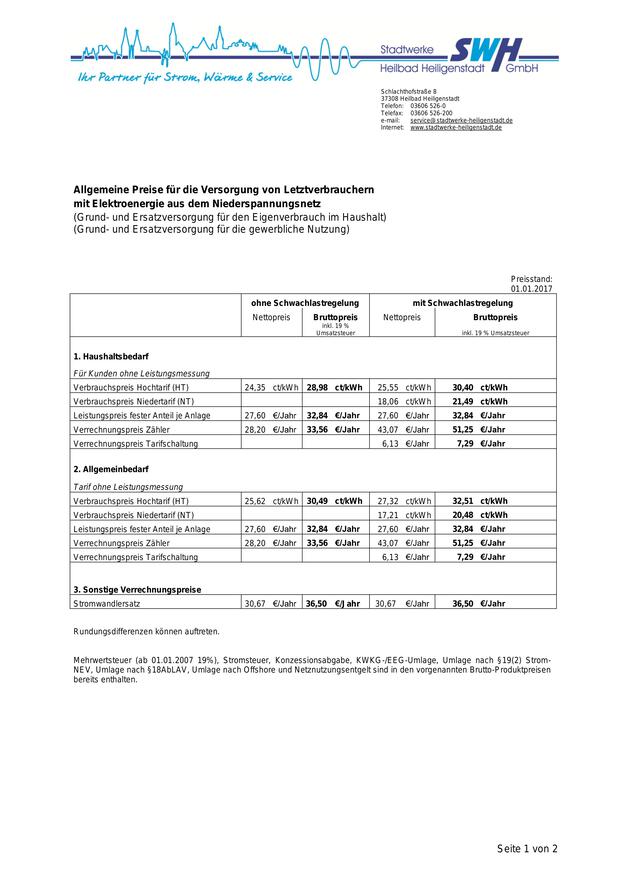 Stadtwerke SWH
Heilbad Heiligenstadt GmbH
Ihr Partner für Strom, Wärme & Service
Schlachthofstraße 8
37308 Heilbad Heiligenstadt
Telefon: 03606 526-0
Telefax: 03606 526-200
e-mail: service@stadtwerke-heiligenstadt.de
Internet: www.stadtwerke-heiligenstadt.de
Allgemeine Preise für die Versorgung von Letztverbrauchern
mit Elektroenergie aus dem Niederspannungsnetz
(Grund- und Ersatzversorgung für den Eigenverbrauch im Haushalt)
(Grund- und Ersatzversorgung für die gewerbliche Nutzung)
Preisstand:
01.01.2017
ohne Schwachlastregelung mit Schwachlastregelung
Nettopreis Bruttopreis Nettopreis Bruttopreis
inkl. 19 %
Umsatzsteuer inkl. 19 % Umsatzsteuer
1. Haushaltsbedarf
Für Kunden ohne Leistungsmessung
Verbrauchspreis Hochtarif (HT) 24,35 ct/kWh 28,98 ct/kWh 25,55 ct/kWh 30,40 ct/kWh
Verbrauchspreis Niedertarif (NT) 18,06 ct/kWh 21,49 ct/kWh
Leistungspreis fester Anteil je Anlage 27,60 €/Jahr 32,84 €/Jahr 27,60 €/Jahr 32,84 €/Jahr
Verrechnungspreis Zähler 28,20 €/Jahr 33,56 €/Jahr 43,07 €/Jahr 51,25 €/Jahr
Verrechnungspreis Tarifschaltung 6,13 €/Jahr 7,29 €/Jahr
2. Allgemeinbedarf
Tarif ohne Leistungsmessung
Verbrauchspreis Hochtarif (HT) 25,62 ct/kWh 30,49 ct/kWh 27,32 ct/kWh 32,51 ct/kWh
Verbrauchspreis Niedertarif (NT) 17,21 ct/kWh 20,48 ct/kWh
Leistungspreis fester Anteil je Anlage 27,60 €/Jahr 32,84 €/Jahr 27,60 €/Jahr 32,84 €/Jahr
Verrechnungspreis Zähler 28,20 €/Jahr 33,56 €/Jahr 43,07 €/Jahr 51,25 €/Jahr
Verrechnungspreis Tarifschaltung 6,13 €/Jahr 7,29 €/Jahr
3. Sonstige Verrechnungspreise
Stromwandlersatz 30,67 €/Jahr 36,50 €/Jahr 30,67 €/Jahr 36,50 €/Jahr
Rundungsdifferenzen können auftreten.
Mehrwertsteuer (ab 01.01.2007 19%), Stromsteuer, Konzessionsabgabe, KWKG-/EEG-Umlage, Umlage nach §19(2) Strom-
NEV, Umlage nach §18AbLAV, Umlage nach Offshore und Netznutzungsentgelt sind in den vorgenannten Brutto-Produktpreisen
bereits enthalten.
Seite 1 von 2